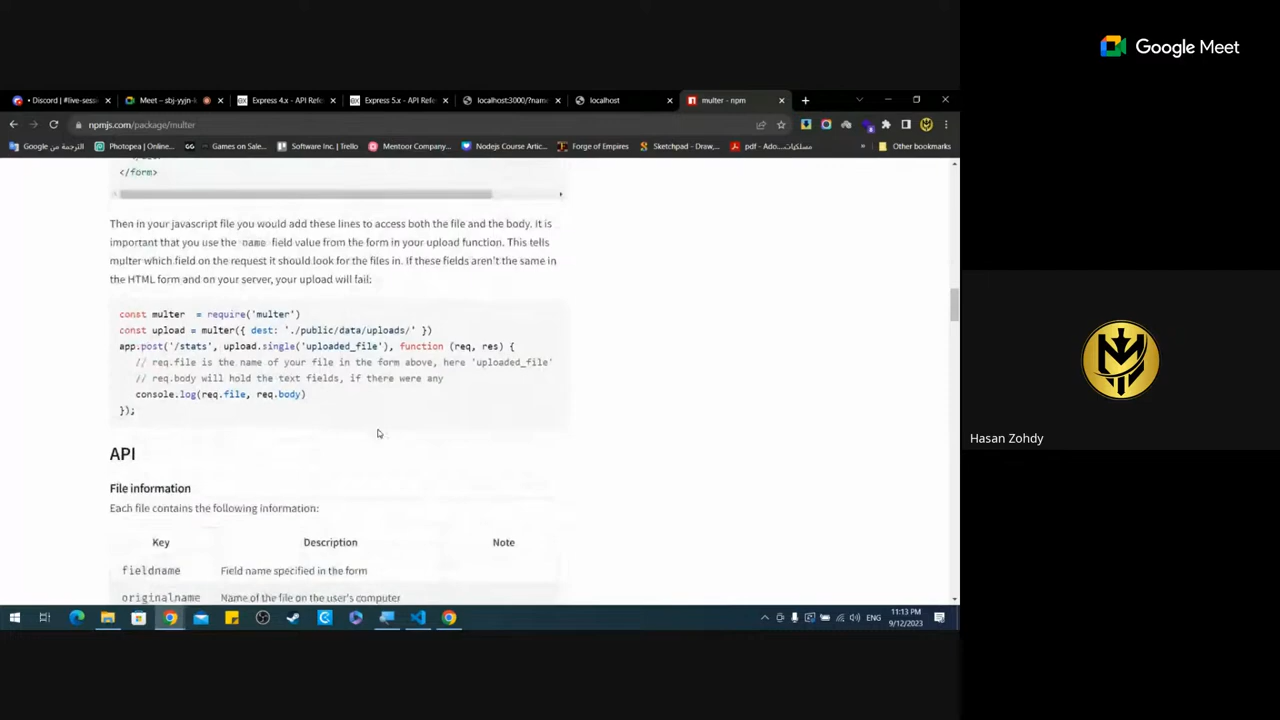 Google Meet
Discord | #live-sess
Meet – sbj-yyjn-k
Express 4.x - API Refe
Express 5.x - API Refe
localhost:3000/?name
localhost
multer - npm
npmjs.com/package/multer
الترجمة من Google
Photopea | Online...
Games on Sale...
Software Inc. | Trello
Mentoor Company...
Nodejs Course Artic...
Forge of Empires
Sketchpad - Draw,...
pdf - Ado...
Other bookmarks
</form>
Then in your javascript file you would add these lines to access both the file and the body. It is
important that you use the name field value from the form in your upload function. This tells
multer which field on the request it should look for the files in. If these fields aren't the same in
the HTML form and on your server, your upload will fail:
const multer  = require('multer')
const upload = multer({ dest: './public/data/uploads/' })
app.post('/stats', upload.single('uploaded_file'), function (req, res) {
// req.file is the name of your file in the form above, here 'uploaded_file'
// req.body will hold the text fields, if there were any
console.log(req.file, req.body)
});
API
File information
Each file contains the following information:
Key Description Note
fieldname Field name specified in the form
originalname Name of the file on the user's computer
Hasan Zohdy
ENG
11:13 PM
9/12/2023